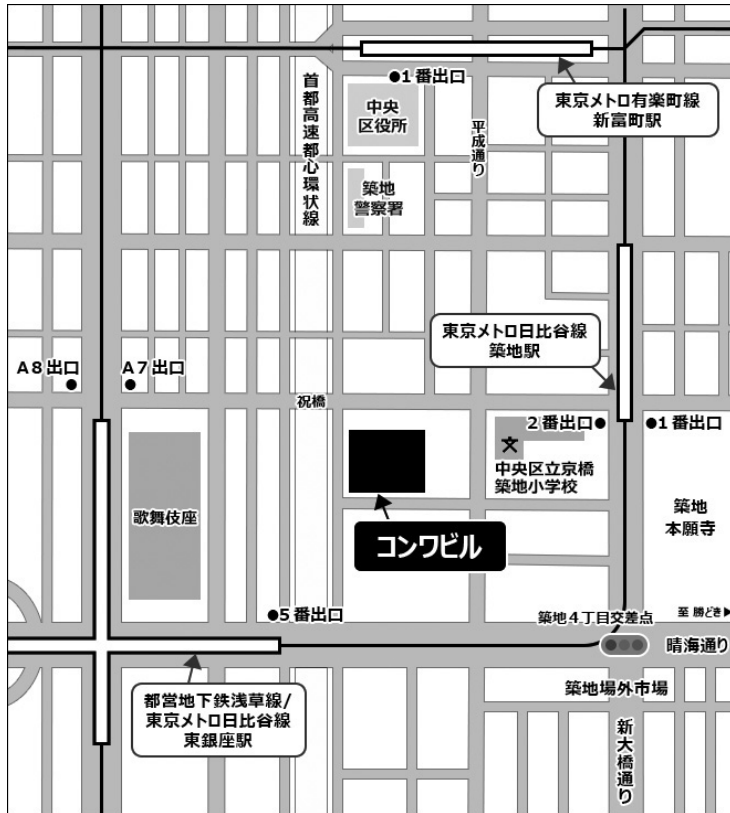 ●1番出口
東京メトロ有楽町線
新富町駅
中央
区役所
首都高速都心環状線
平成通り
築地
警察署
東京メトロ日比谷線
築地駅
A8出口
A7出口
祝橋
2番出口●
●1番出口
文
中央区立京橋
築地小学校
歌舞伎座
築地
本願寺
コンワビル
●5番出口
築地4丁目交差点
至 勝どき▶
晴海通り
都営地下鉄浅草線/
東京メトロ日比谷線
東銀座駅
築地場外市場
新大橋通り